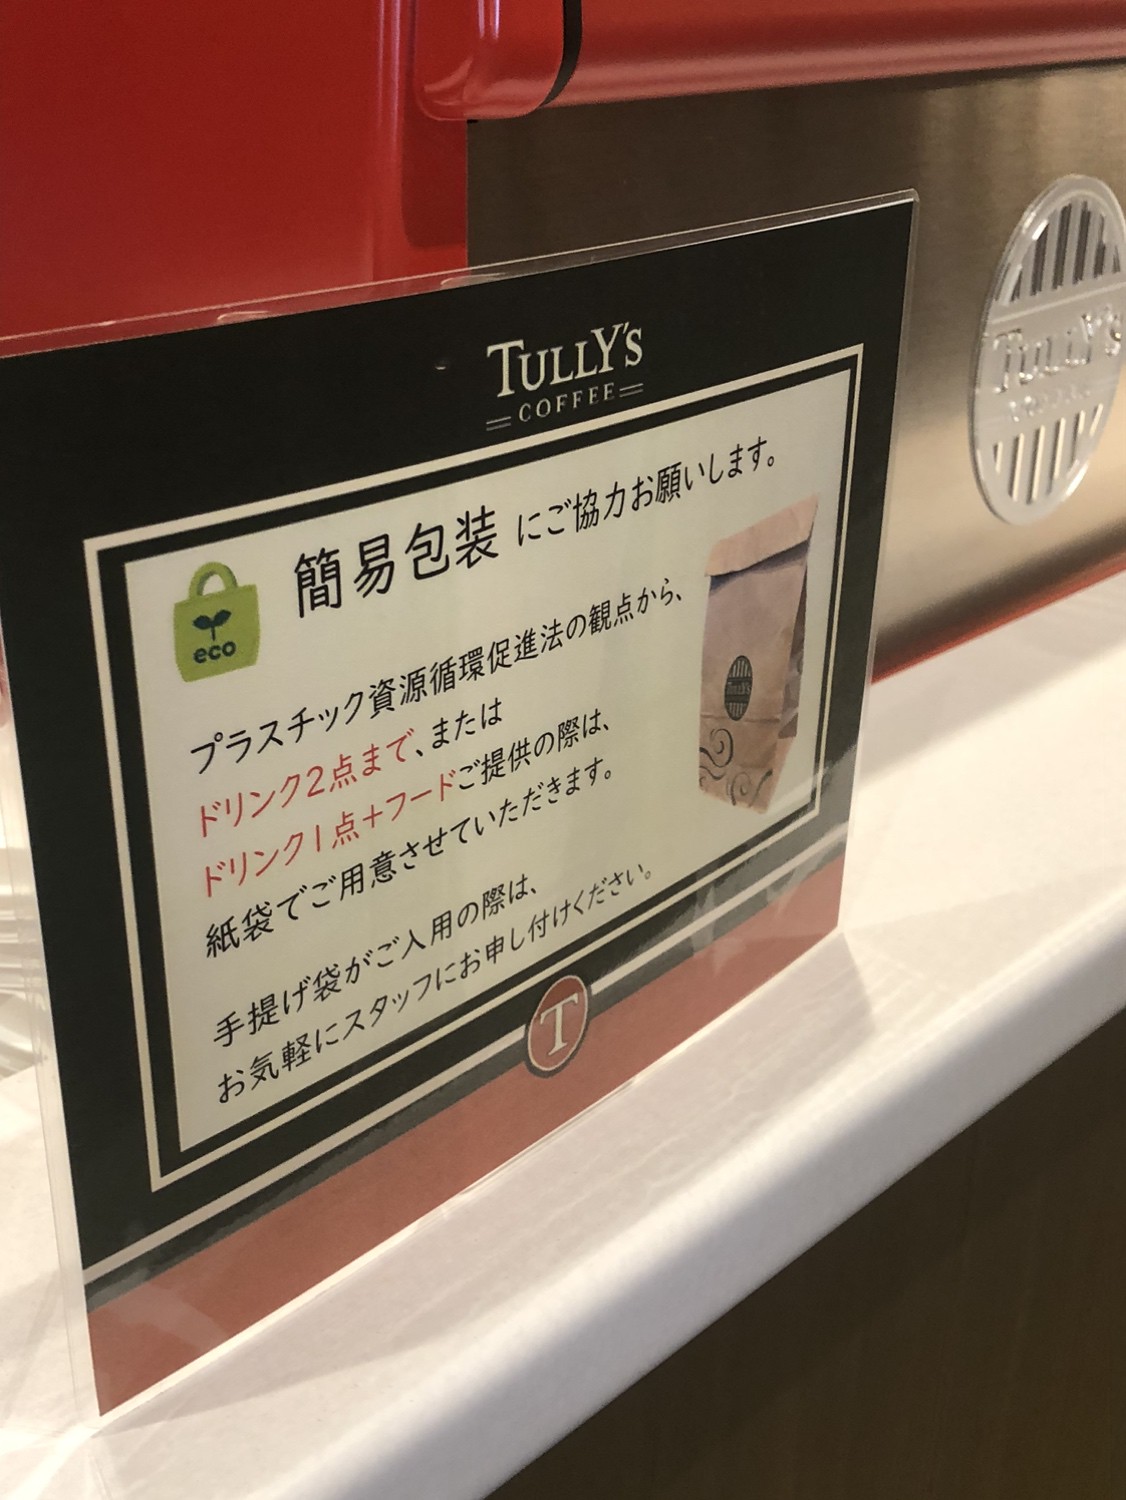 TULLY'S
COFFEE
簡易包装 にご協力お願いします。
eco
プラスチック資源循環促進法の観点から、
ドリンク2点まで、または
ドリンク1点+フードご提供の際は、
紙袋でご用意させていただきます。
手提げ袋がご入用の際は、
お気軽にスタッフにお申し付けください。
T
TULLY'S
TULLY'S
COFFEE